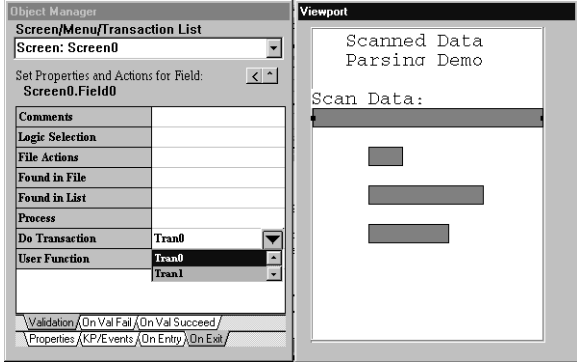 Object Manager
Screen/Menu/Transaction List
Screen: Screen0
Set Properties and Actions for Field:
Screen0.Field0
Comments
Logic Selection
File Actions
Found in File
Found in List
Process
Do Transaction Tran0
User Function Tran0
Tran1
Validation On Val Fail On Val Succeed
Properties KP/Events On Entry On Exit
Viewport
Scanned Data
Parsing Demo
Scan Data: